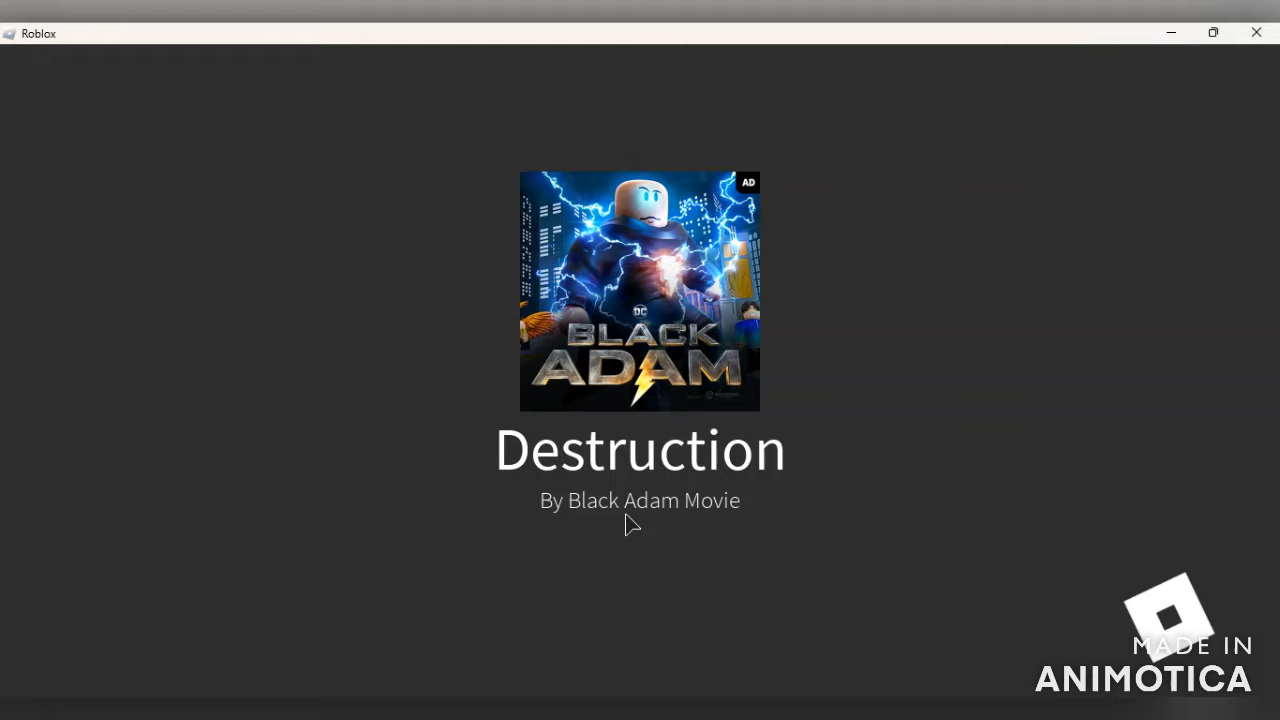 Roblox
AD
DC
BLACK
ADAM
Destruction
By Black Adam Movie
MADE IN
ANIMOTICA